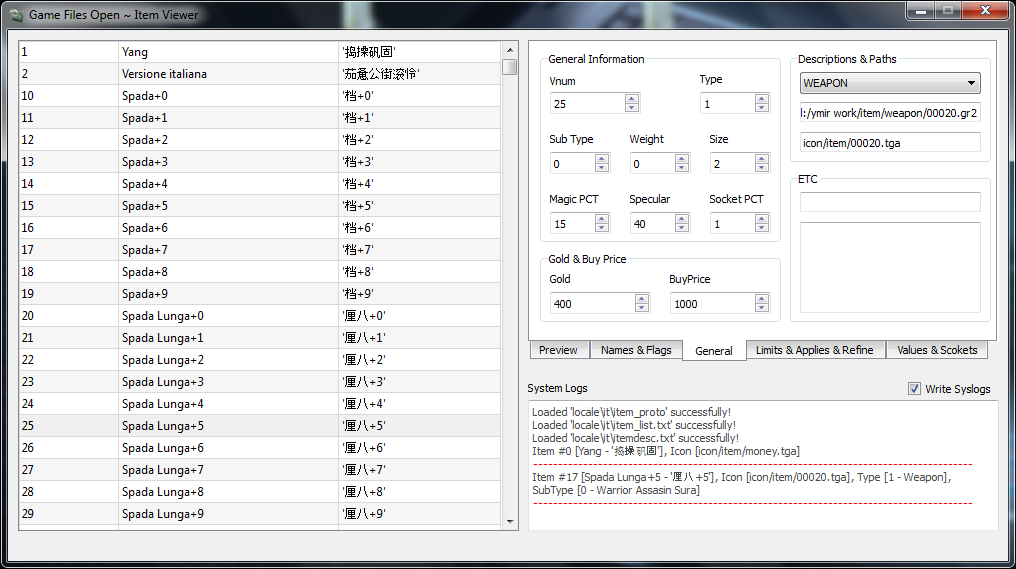 Game Files Open ~ Item Viewer
1 Yang '搗操矾固'
2 Versione italiana
10 Spada+0 '档+0'
11 Spada+1 '档+1'
12 Spada+2 '档+2'
13 Spada+3 '档+3'
14 Spada+4 '档+4'
15 Spada+5 '档+5'
16 Spada+6 '档+6'
17 Spada+7 '档+7'
18 Spada+8 '档+8'
19 Spada+9 '档+9'
20 Spada Lunga+0 '厘八+0'
21 Spada Lunga+1 '厘八+1'
22 Spada Lunga+2 '厘八+2'
23 Spada Lunga+3 '厘八+3'
24 Spada Lunga+4 '厘八+4'
25 Spada Lunga+5 '厘八+5'
26 Spada Lunga+6 '厘八+6'
27 Spada Lunga+7 '厘八+7'
28 Spada Lunga+8 '厘八+8'
29 Spada Lunga+9 '厘八+9'
General Information
Vnum Type
25 1
Sub Type Weight Size
0 0 2
Magic PCT Specular Socket PCT
15 40 1
Gold & Buy Price
Gold BuyPrice
400 1000
Descriptions & Paths
WEAPON
l:/ymir work/item/weapon/00020.gr2
icon/item/00020.tga
ETC
Preview Names & Flags General Limits & Applies & Refine Values & Scokets
System Logs Write Syslogs
Loaded 'locale\it\item_proto' successfully!
Loaded 'locale\it\item_list.txt' successfully!
Loaded 'locale\it\itemdesc.txt' successfully!
Item #0 [Yang - '搗操矾固'], Icon [icon/item/money.tga]
Item #17 [Spada Lunga+5 - '厘八 +5'], Icon [icon/item/00020.tga], Type [1 - Weapon],
SubType [0 - Warrior Assasin Sura]